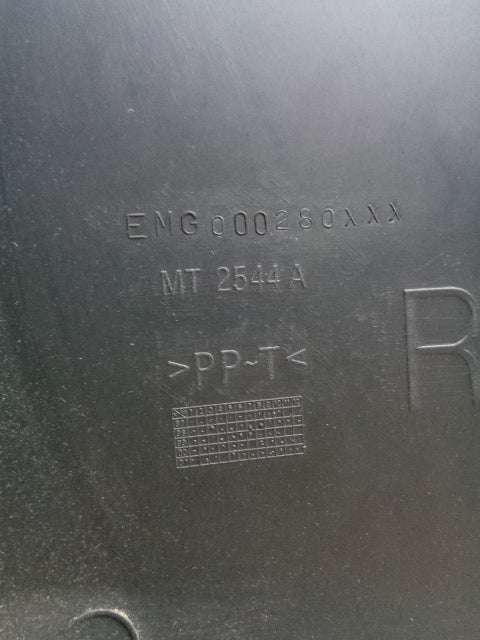 EMG000280XXX
MT 2544 A
R
>PP-T<